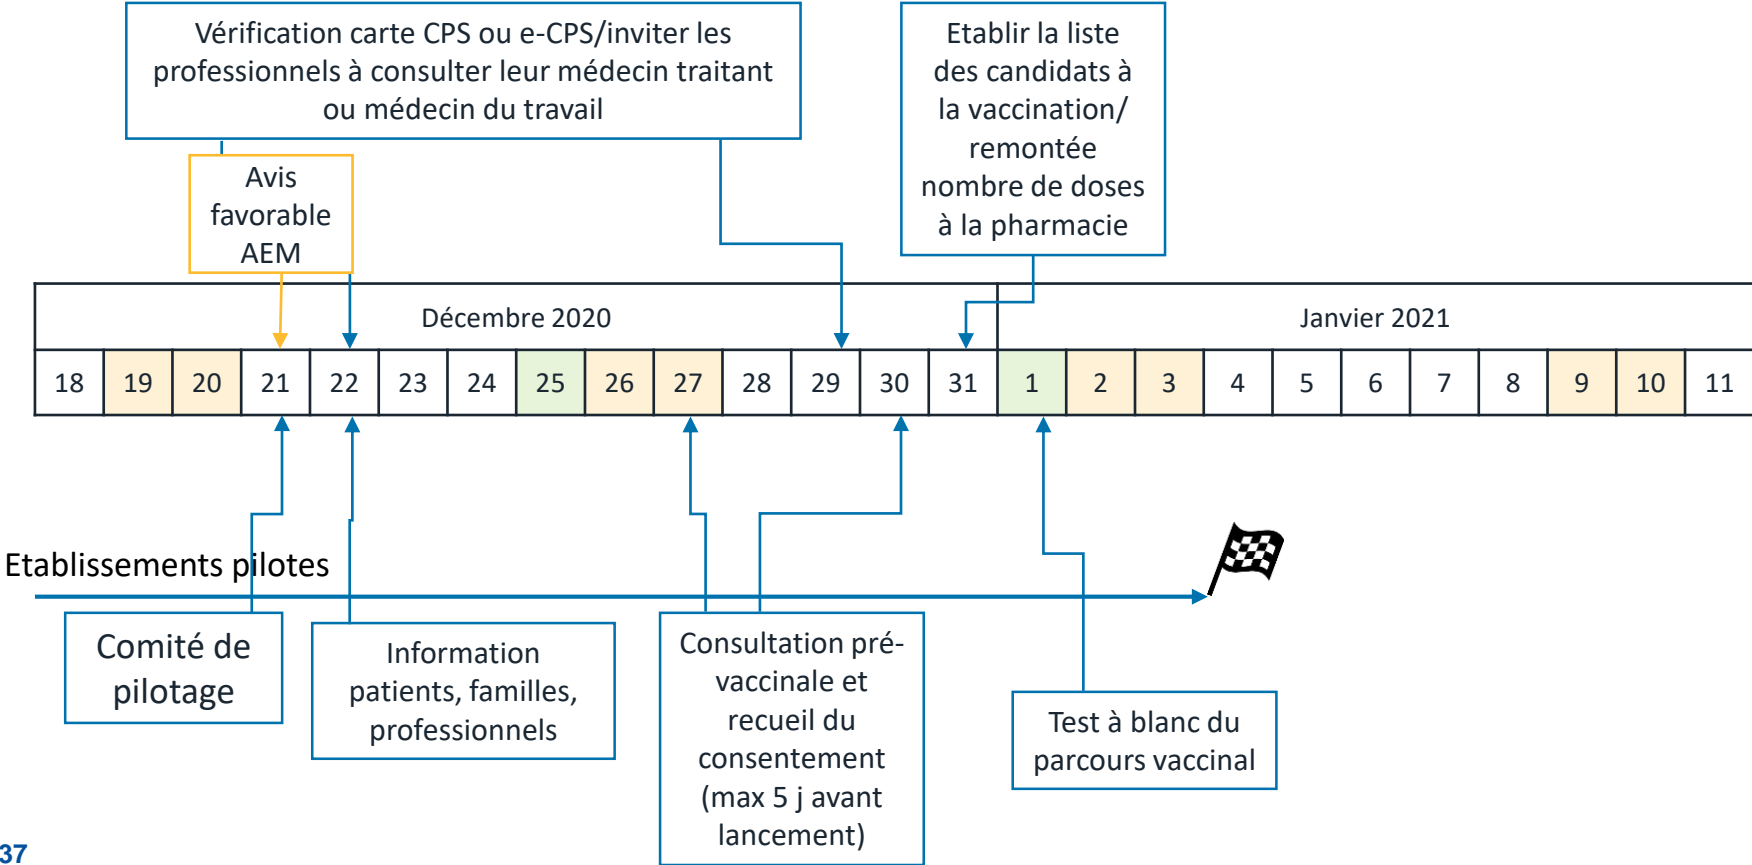 Vérification carte CPS ou e-CPS/inviter les
professionnels à consulter leur médecin traitant
ou médecin du travail
Etablir la liste
des candidats à
la vaccination/
remontée
nombre de doses
à la pharmacie
Avis
favorable
AEM
Décembre 2020
Janvier 2021
18 19 20 21 22 23 24 25 26 27 28 29 30 31 1 2 3 4 5 6 7 8 9 10 11
Etablissements pilotes
Comité de
pilotage
Information
patients, familles,
professionnels
Consultation pré-
vaccinale et
recueil du
consentement
(max 5 j avant
lancement)
Test à blanc du
parcours vaccinal
37